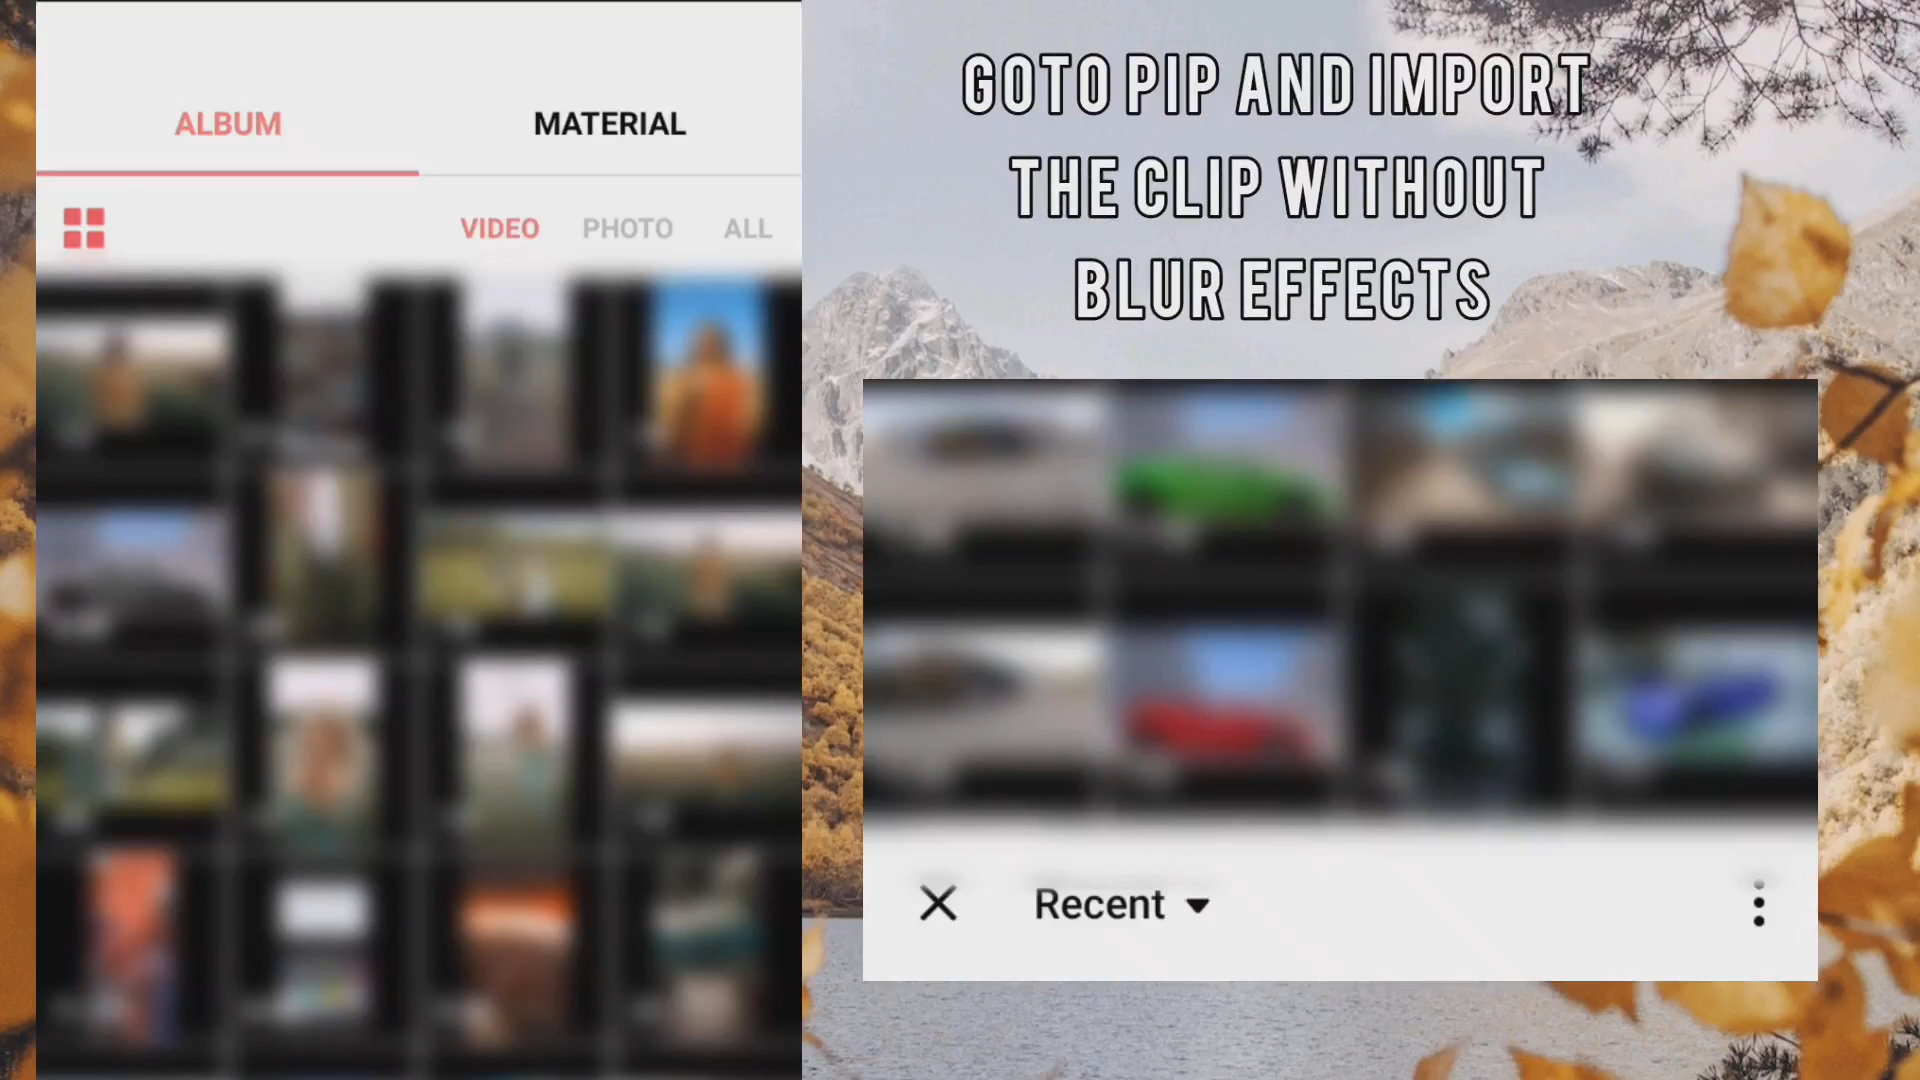 ALBUM MATERIAL
VIDEO PHOTO ALL
GOTO PIP AND IMPORT
THE CLIP WITHOUT
BLUR EFFECTS
Recent